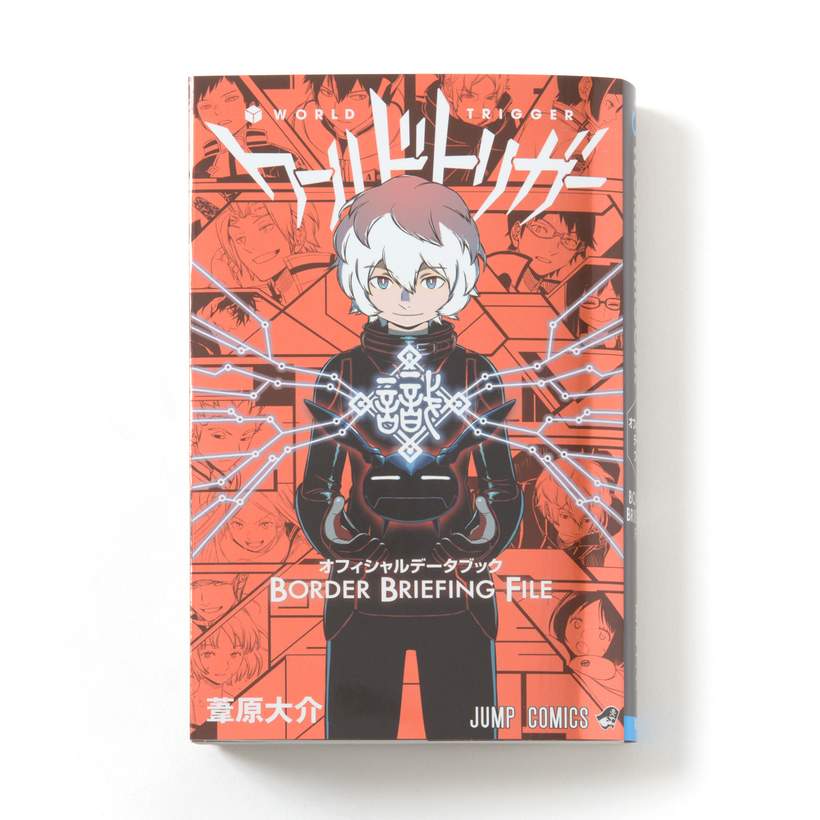 WORLD TRIGGER
ワールドトリガー
識
オフィシャルデータブック
BORDER BRIEFING FILE
葦原大介
JUMP COMICS